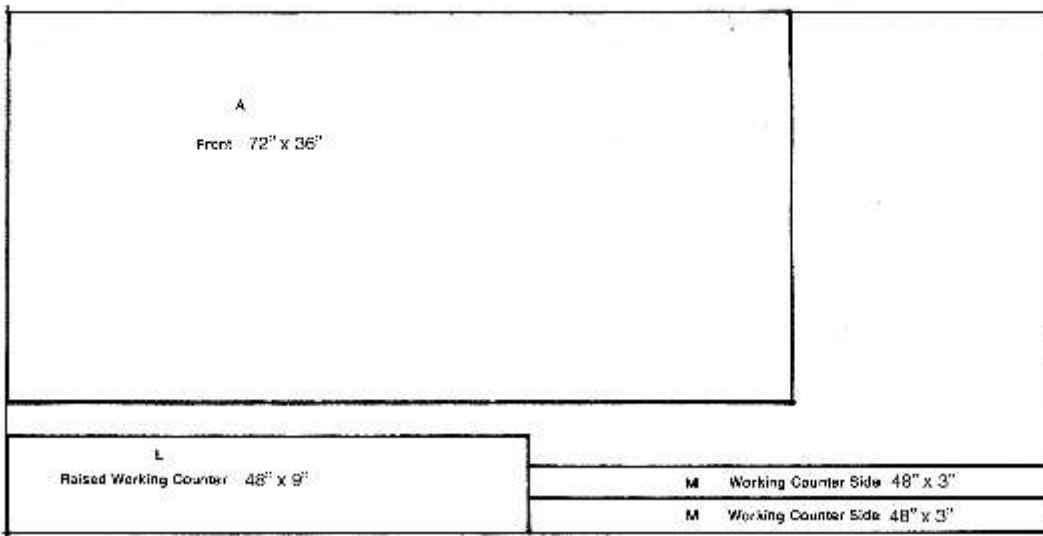 A
Front 72" x 36"
L
Raised Working Counter 48" x 9"
M Working Counter Side 48" x 3"
M Working Counter Side 48" x 3"